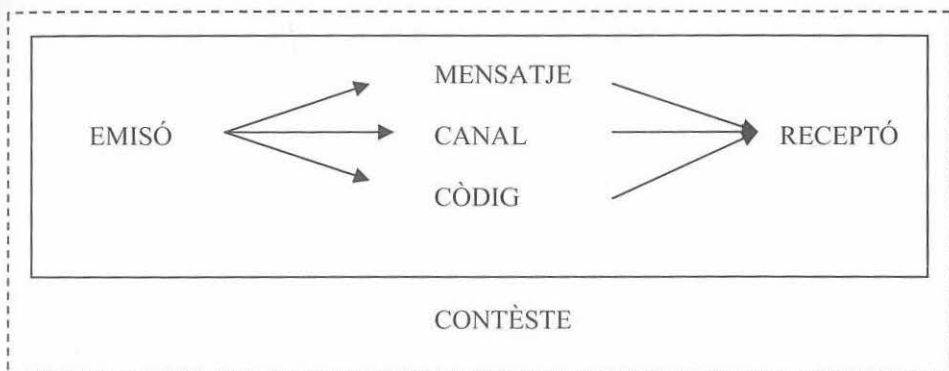 MENSATJE
EMISÓ CANAL RECEPTÓ
CÒDIG
CONTÈSTE